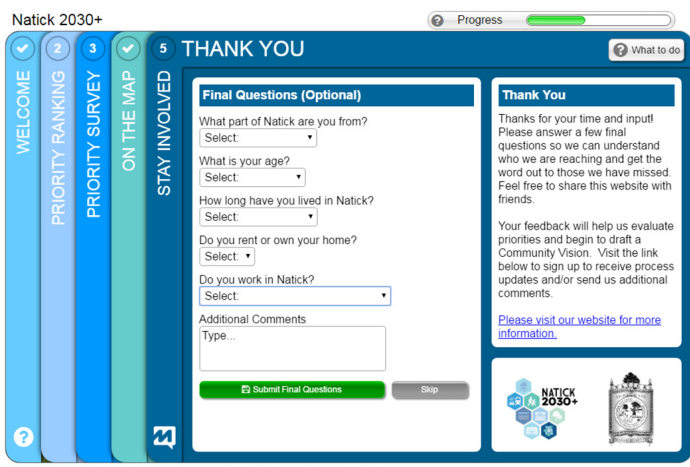 Natick 2030+
Progress
WELCOME
2
PRIORITY RANKING
3
PRIORITY SURVEY
ON THE MAP
5
STAY INVOLVED
THANK YOU
What to do
Final Questions (Optional)
What part of Natick are you from?
Select:
What is your age?
Select:
How long have you lived in Natick?
Select:
Do you rent or own your home?
Select:
Do you work in Natick?
Select:
Additional Comments
Type...
Submit Final Questions
Skip
Thank You
Thanks for your time and input!
Please answer a few final
questions so we can understand
who we are reaching and get the
word out to those we have missed.
Feel free to share this website with
friends.
Your feedback will help us evaluate
priorities and begin to draft a
Community Vision. Visit the link
below to sign up to receive process
updates and/or send us additional
comments.
Please visit our website for more
information.
NATICK
2030+